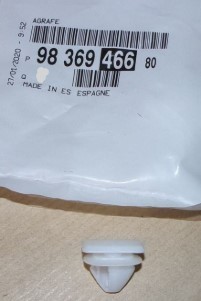 AGRAFE
27/01/2020 - 9:52
P 98 369 466 80
Q
MADE IN ES ESPAGNE